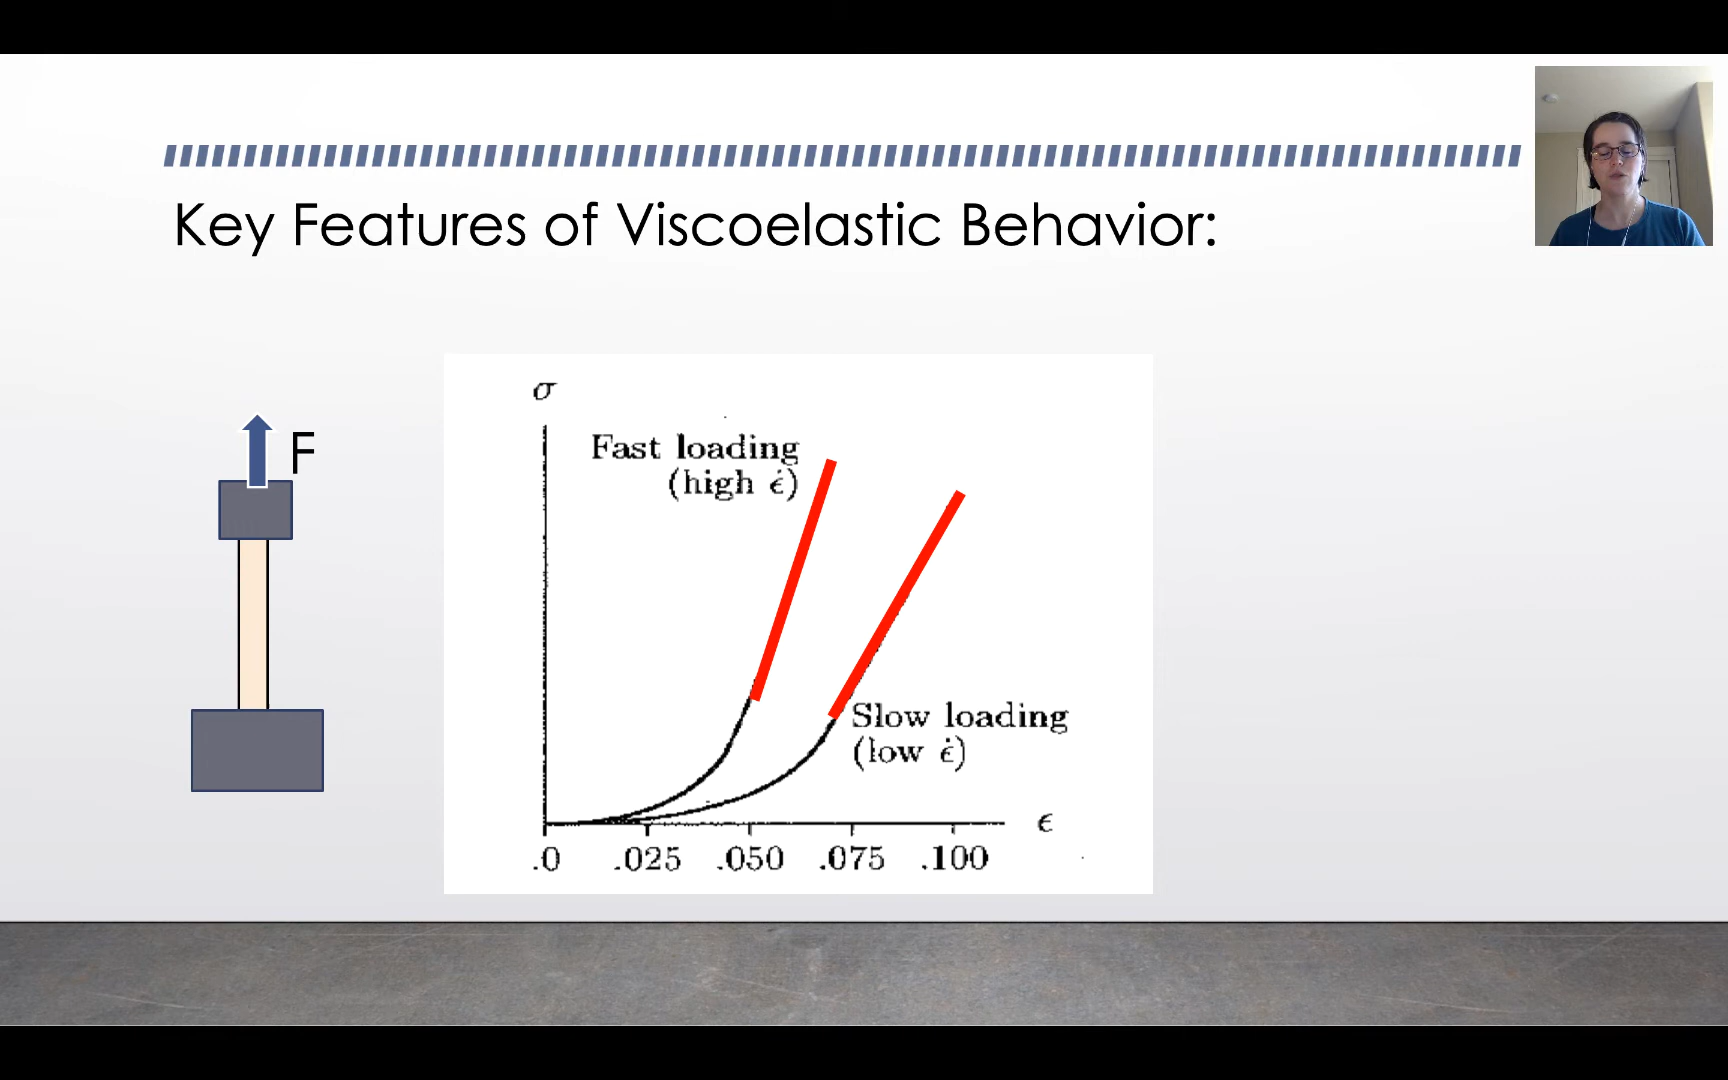 Key Features of Viscoelastic Behavior:
F
σ
Fast loading
(high ε̇)
Slow loading
(low ε̇)
ϵ
.0 .025 .050 .075 .100